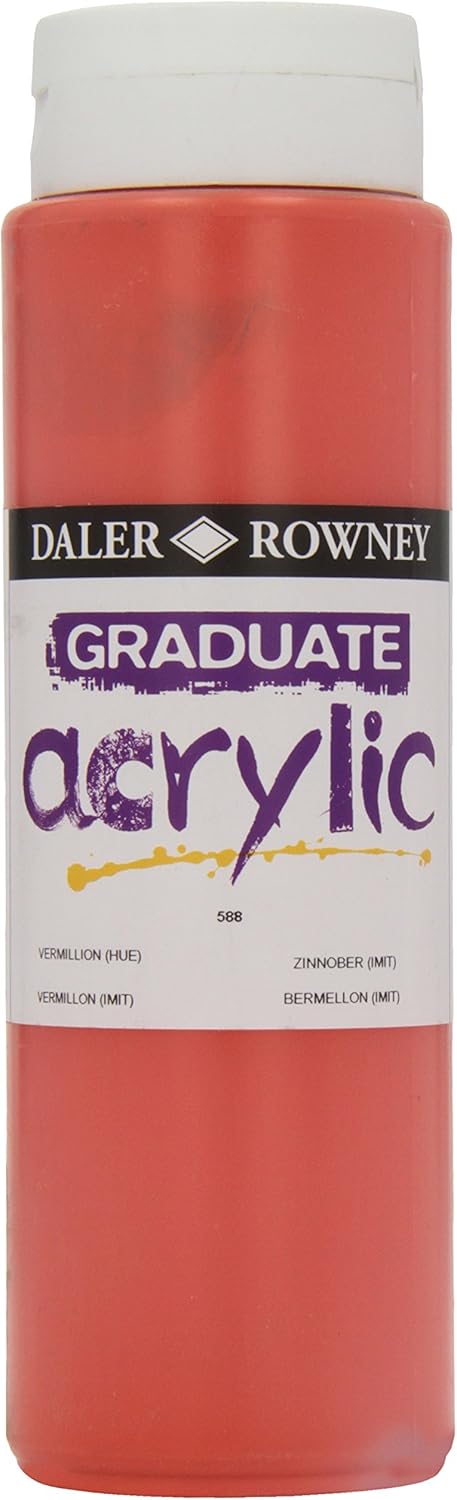 DALER ROWNEY
GRADUATE
acrylic
588
VERMILLION (HUE)
ZINNOBER (IMIT)
VERMILLON (IMIT)
BERMELLON (IMIT)